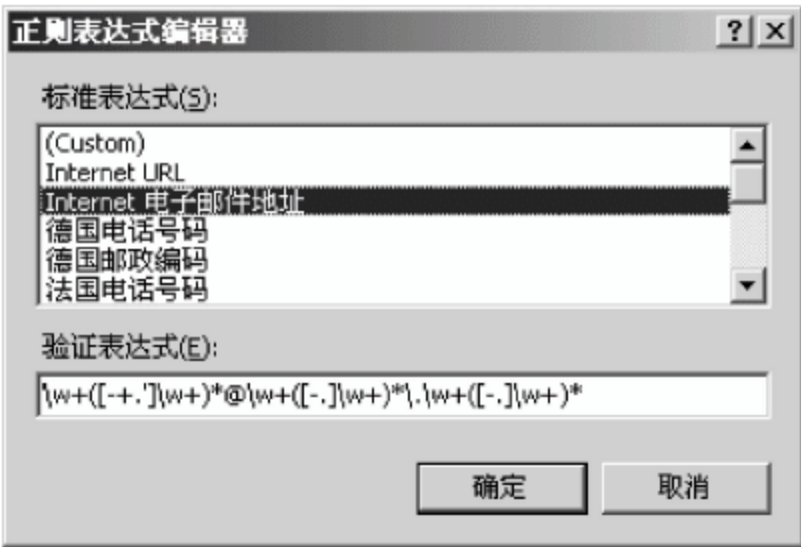 正则表达式编辑器
标准表达式(S):
(Custom)
Internet URL
Internet 电子邮件地址
德国电话号码
德国邮政编码
法国电话号码
验证表达式(E):
\w+([-+.']\w+)*@\w+([-.]\w+)*\.\w+([-.]\w+)*
确定
取消